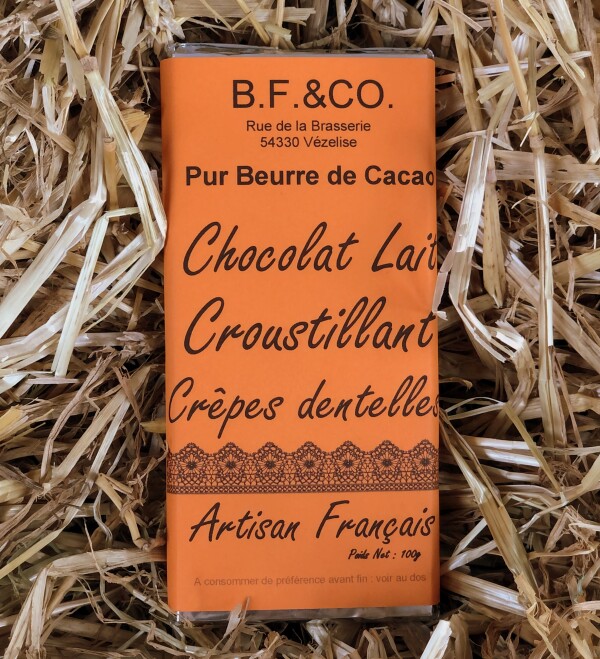 B.F.&CO.
Rue de la Brasserie
54330 Vézelise
Pur Beurre de Cacao
Chocolat Lait
Croustillant
Crêpes dentelles
Artisan Français
Poids Net : 100g
A consommer de préférence avant fin : voir au dos